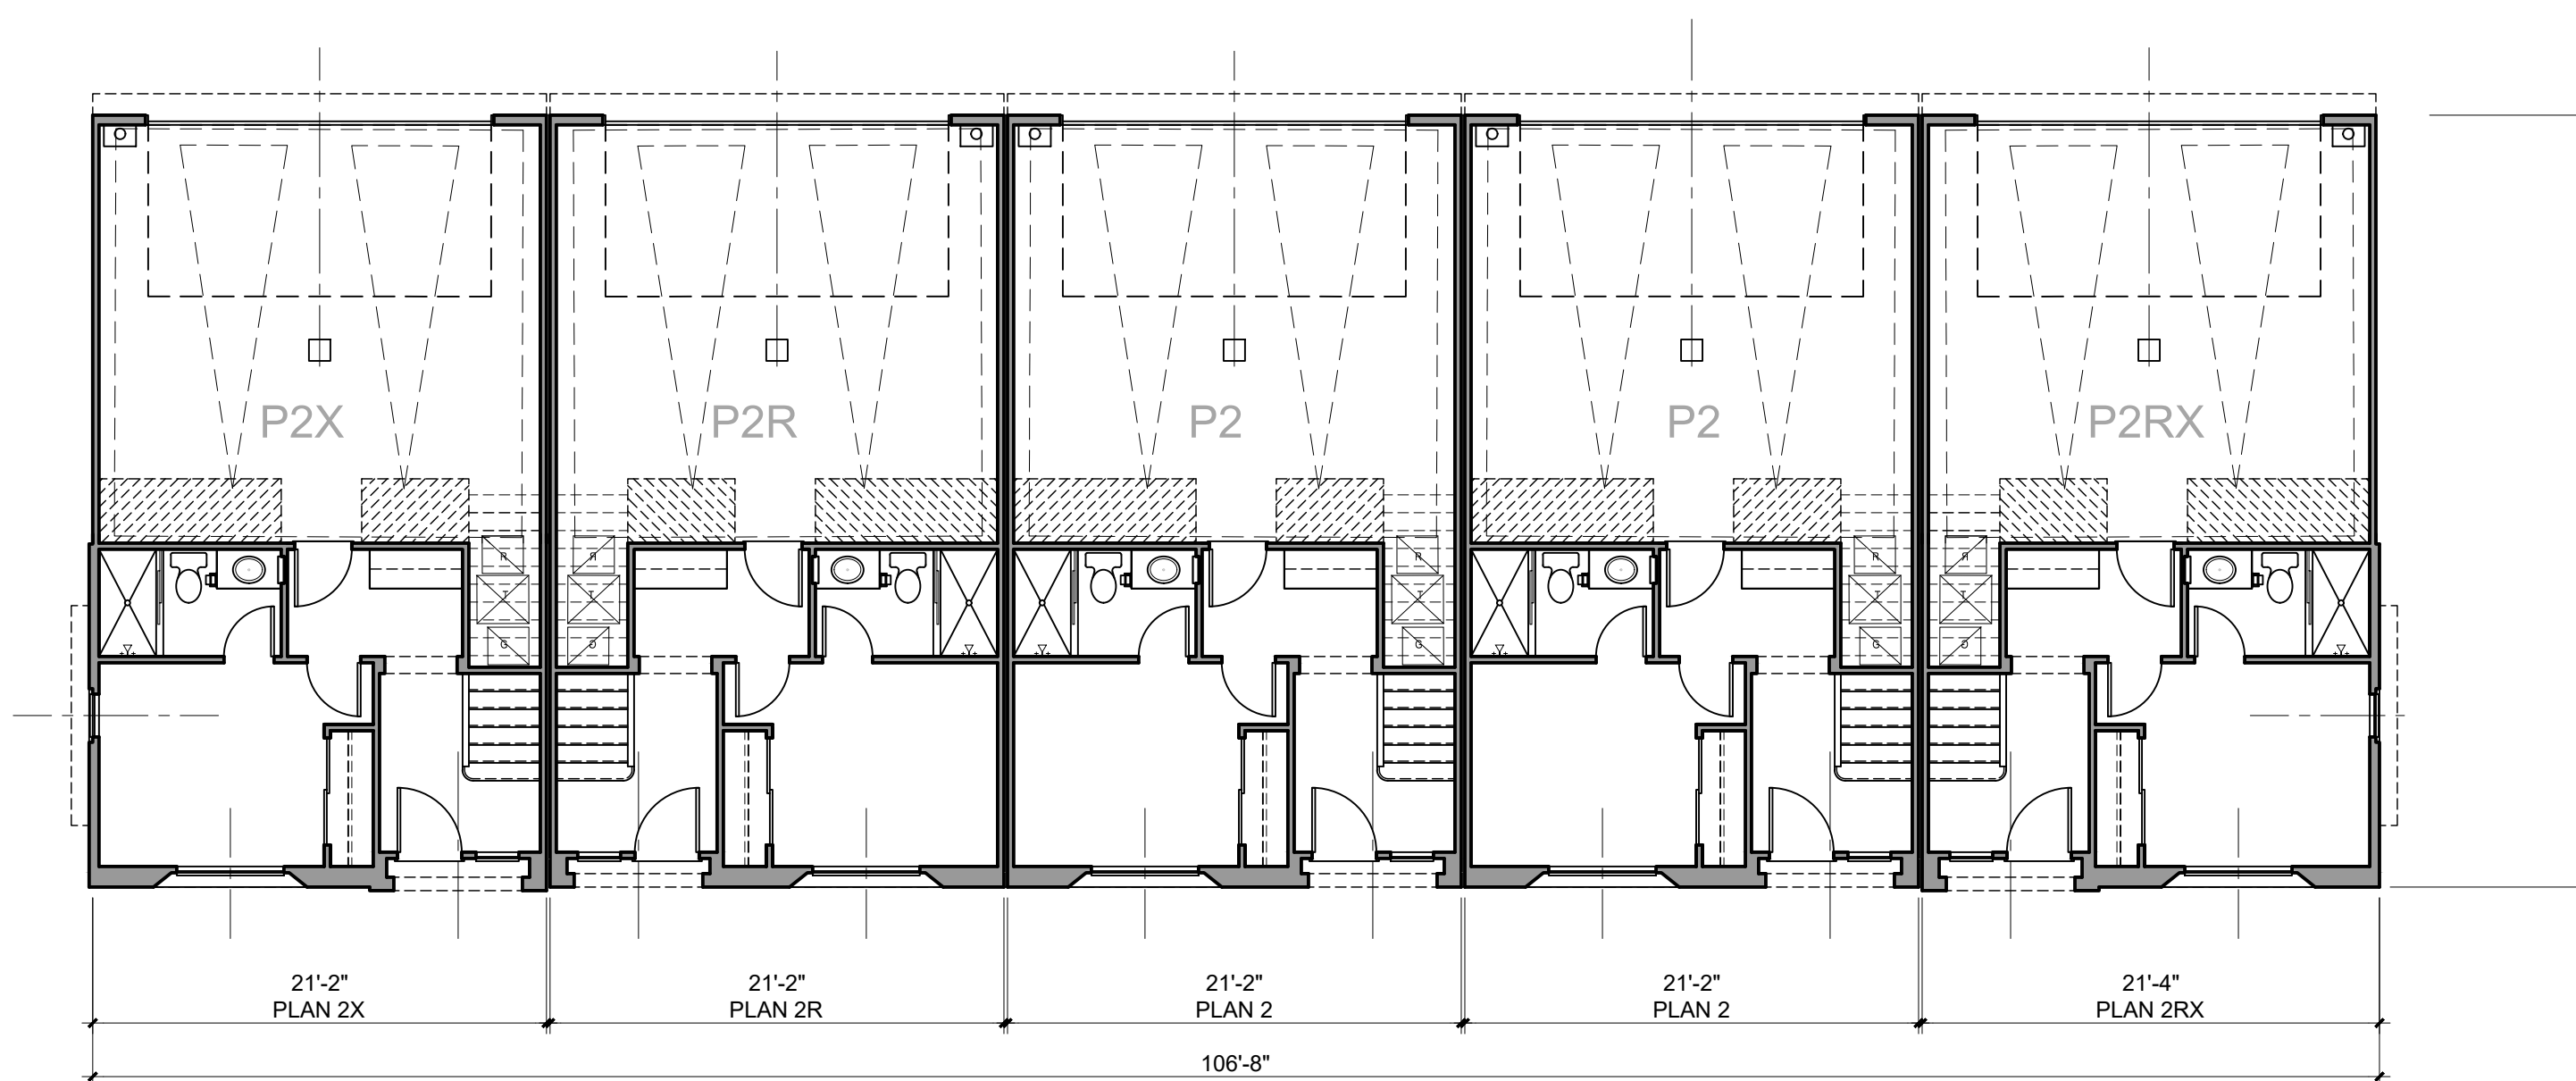 P2X
P2R
P2
P2
P2RX
R
T
G
R
T
G
R
T
G
R
T
G
R
T
G
21'-2"
PLAN 2X
21'-2"
PLAN 2R
21'-2"
PLAN 2
21'-2"
PLAN 2
21'-4"
PLAN 2RX
106'-8"